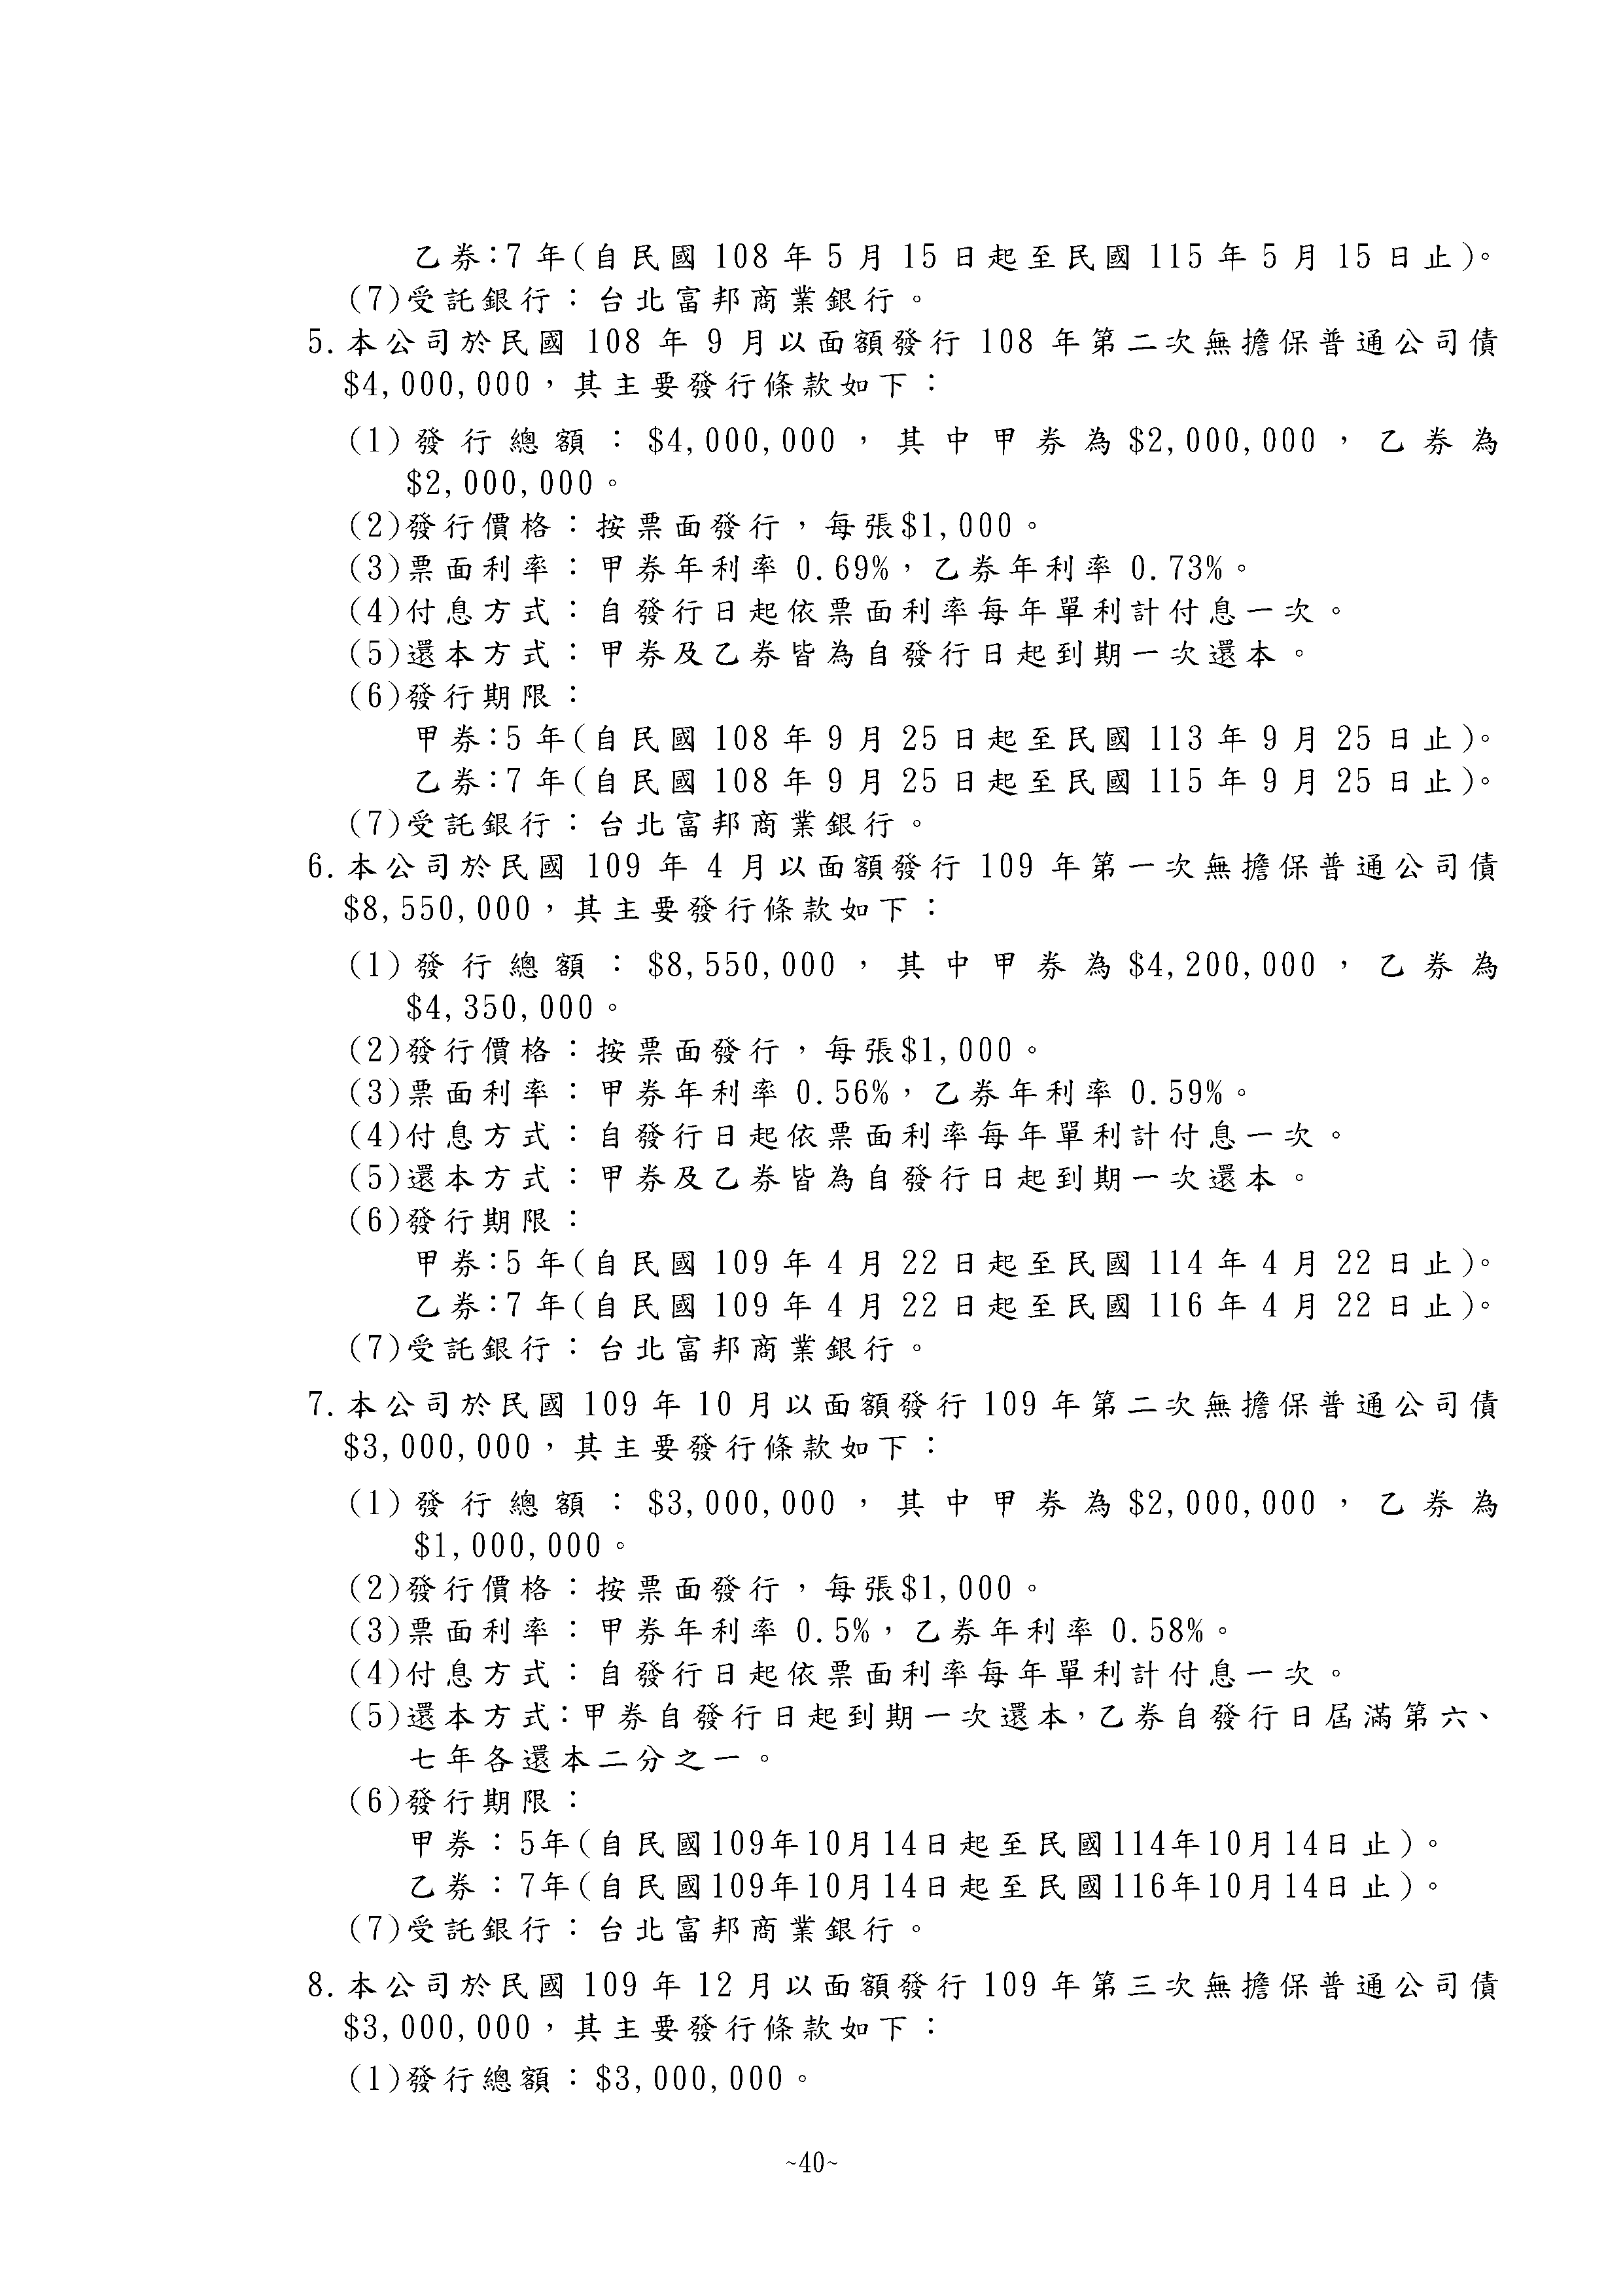 乙券：7 年(自民國 108 年 5 月 15 日起至民國 115 年 5 月 15 日止)。
(7)受託銀行：台北富邦商業銀行。
5. 本公司於民國 108 年 9 月以面額發行 108 年第二次無擔保普通公司債
$4,000,000，其主要發行條款如下：
(1)發行總額：$4,000,000，其中甲券為$2,000,000，乙券為
$2,000,000。
(2)發行價格：按票面發行，每張$1,000。
(3)票面利率：甲券年利率 0.69%，乙券年利率 0.73%。
(4)付息方式：自發行日起依票面利率每年單利計付息一次。
(5)還本方式：甲券及乙券皆為自發行日起到期一次還本。
(6)發行期限：
甲券：5 年(自民國 108 年 9 月 25 日起至民國 113 年 9 月 25 日止)。
乙券：7 年(自民國 108 年 9 月 25 日起至民國 115 年 9 月 25 日止)。
(7)受託銀行：台北富邦商業銀行。
6. 本公司於民國 109 年 4 月以面額發行 109 年第一次無擔保普通公司債
$8,550,000，其主要發行條款如下：
(1)發行總額：$8,550,000，其中甲券為$4,200,000，乙券為
$4,350,000。
(2)發行價格：按票面發行，每張$1,000。
(3)票面利率：甲券年利率 0.56%，乙券年利率 0.59%。
(4)付息方式：自發行日起依票面利率每年單利計付息一次。
(5)還本方式：甲券及乙券皆為自發行日起到期一次還本。
(6)發行期限：
甲券：5 年(自民國 109 年 4 月 22 日起至民國 114 年 4 月 22 日止)。
乙券：7 年(自民國 109 年 4 月 22 日起至民國 116 年 4 月 22 日止)。
(7)受託銀行：台北富邦商業銀行。
7. 本公司於民國 109 年 10 月以面額發行 109 年第二次無擔保普通公司債
$3,000,000，其主要發行條款如下：
(1)發行總額：$3,000,000，其中甲券為$2,000,000，乙券為
$1,000,000。
(2)發行價格：按票面發行，每張$1,000。
(3)票面利率：甲券年利率 0.5%，乙券年利率 0.58%。
(4)付息方式：自發行日起依票面利率每年單利計付息一次。
(5)還本方式：甲券自發行日起到期一次還本，乙券自發行日屆滿第六、
七年各還本二分之一。
(6)發行期限：
甲券：5年(自民國109年10月14日起至民國114年10月14日止)。
乙券：7年(自民國109年10月14日起至民國116年10月14日止)。
(7)受託銀行：台北富邦商業銀行。
8. 本公司於民國 109 年 12 月以面額發行 109 年第三次無擔保普通公司債
$3,000,000，其主要發行條款如下：
(1)發行總額：$3,000,000。
~40~